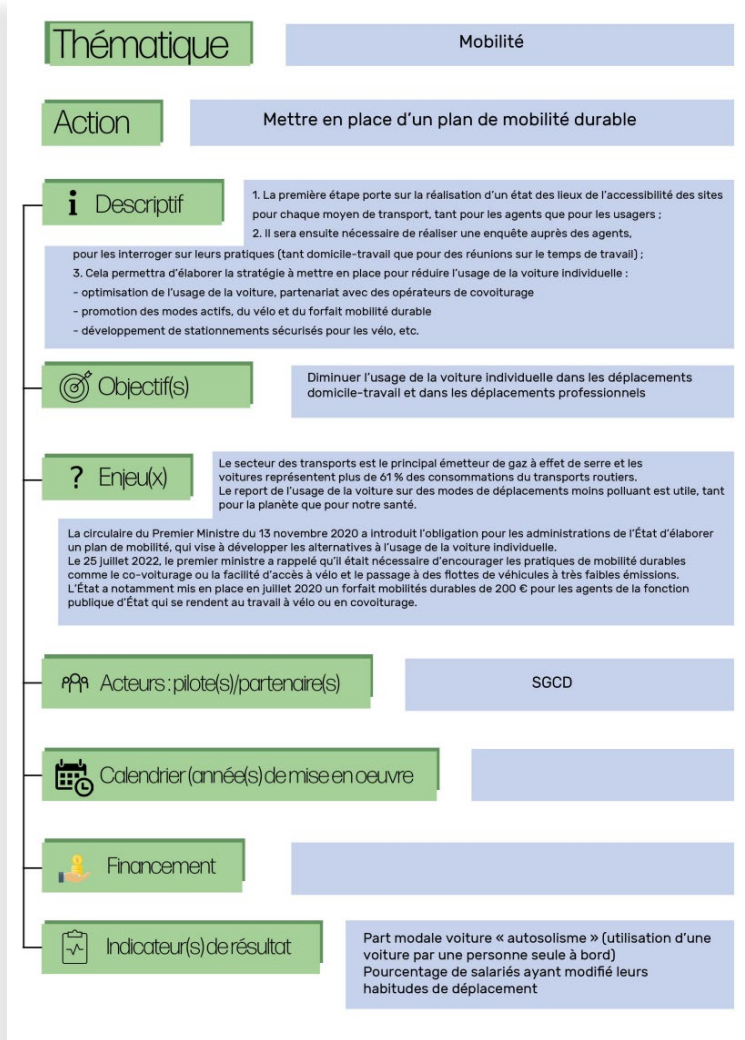 Thématique
Mobilité
Action
Mettre en place d’un plan de mobilité durable
i Descriptif
1. La première étape porte sur la réalisation d’un état des lieux de l’accessibilité des sites
pour chaque moyen de transport, tant pour les agents que pour les usagers ;
2. Il sera ensuite nécessaire de réaliser une enquête auprès des agents,
pour les interroger sur leurs pratiques (tant domicile-travail que pour des réunions sur le temps de travail) ;
3. Cela permettra d’élaborer la stratégie à mettre en place pour réduire l’usage de la voiture individuelle :
- optimisation de l’usage de la voiture, partenariat avec des opérateurs de covoiturage
- promotion des modes actifs, du vélo et du forfait mobilité durable
- développement de stationnements sécurisés pour les vélo, etc.
Objectif(s)
Diminuer l’usage de la voiture individuelle dans les déplacements
domicile-travail et dans les déplacements professionnels
? Enjeu(x)
Le secteur des transports est le principal émetteur de gaz à effet de serre et les
voitures représentent plus de 61 % des consommations du transports routiers.
Le report de l’usage de la voiture sur des modes de déplacements moins polluant est utile, tant
pour la planète que pour notre santé.
La circulaire du Premier Ministre du 13 novembre 2020 a introduit l’obligation pour les administrations de l’État d’élaborer
un plan de mobilité, qui vise à développer les alternatives à l’usage de la voiture individuelle.
Le 25 juillet 2022, le premier ministre a rappelé qu’il était nécessaire d’encourager les pratiques de mobilité durables
comme le co-voiturage ou la facilité d’accès à vélo et le passage à des flottes de véhicules à très faibles émissions.
L’État a notamment mis en place en juillet 2020 un forfait mobilités durables de 200 € pour les agents de la fonction
publique d’État qui se rendent au travail à vélo ou en covoiturage.
Acteurs : pilote(s)/partenaire(s)
SGCD
Calendrier (année(s) de mise en oeuvre
Financement
Indicateur(s) de résultat
Part modale voiture « autosolisme » (utilisation d’une
voiture par une personne seule à bord)
Pourcentage de salariés ayant modifié leurs
habitudes de déplacement